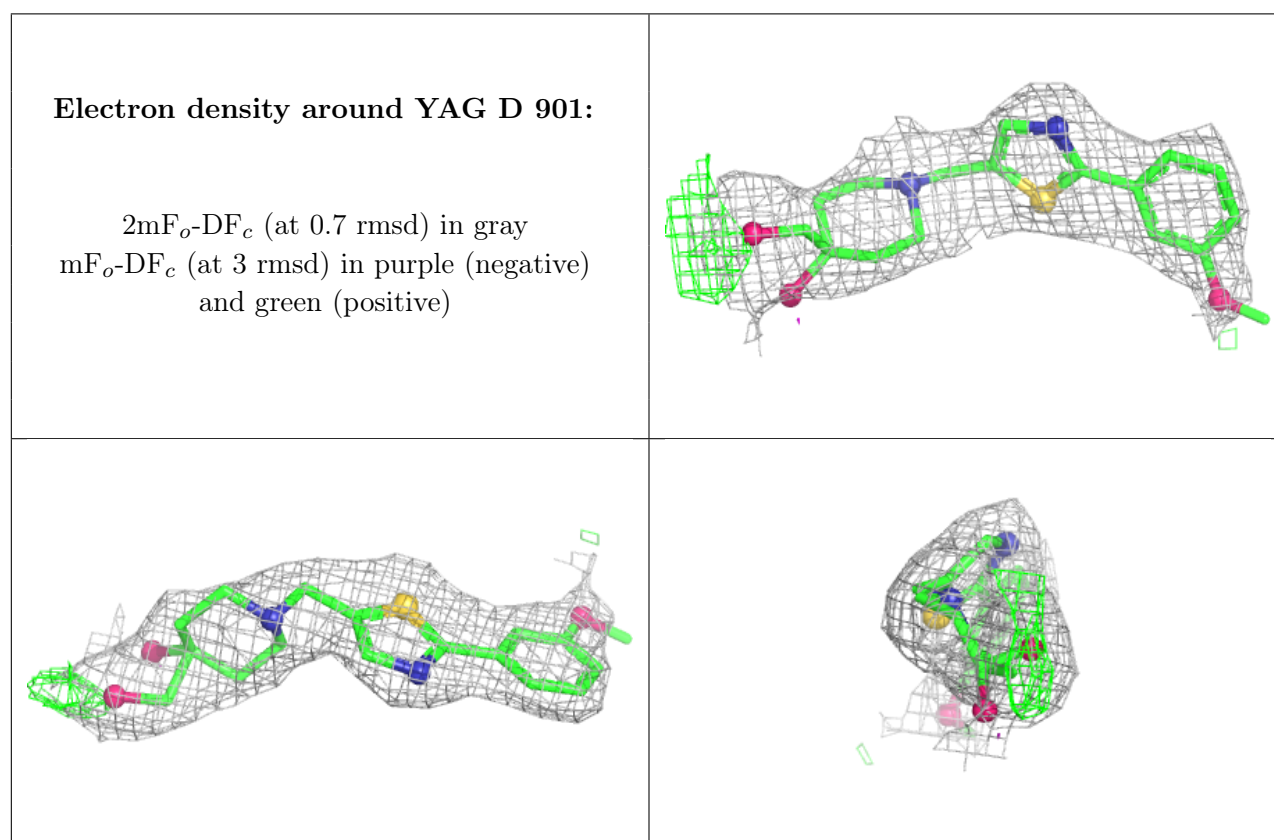 Electron density around YAG D 901:
2mFo-DFc (at 0.7 rmsd) in gray
mFo-DFc (at 3 rmsd) in purple (negative)
and green (positive)